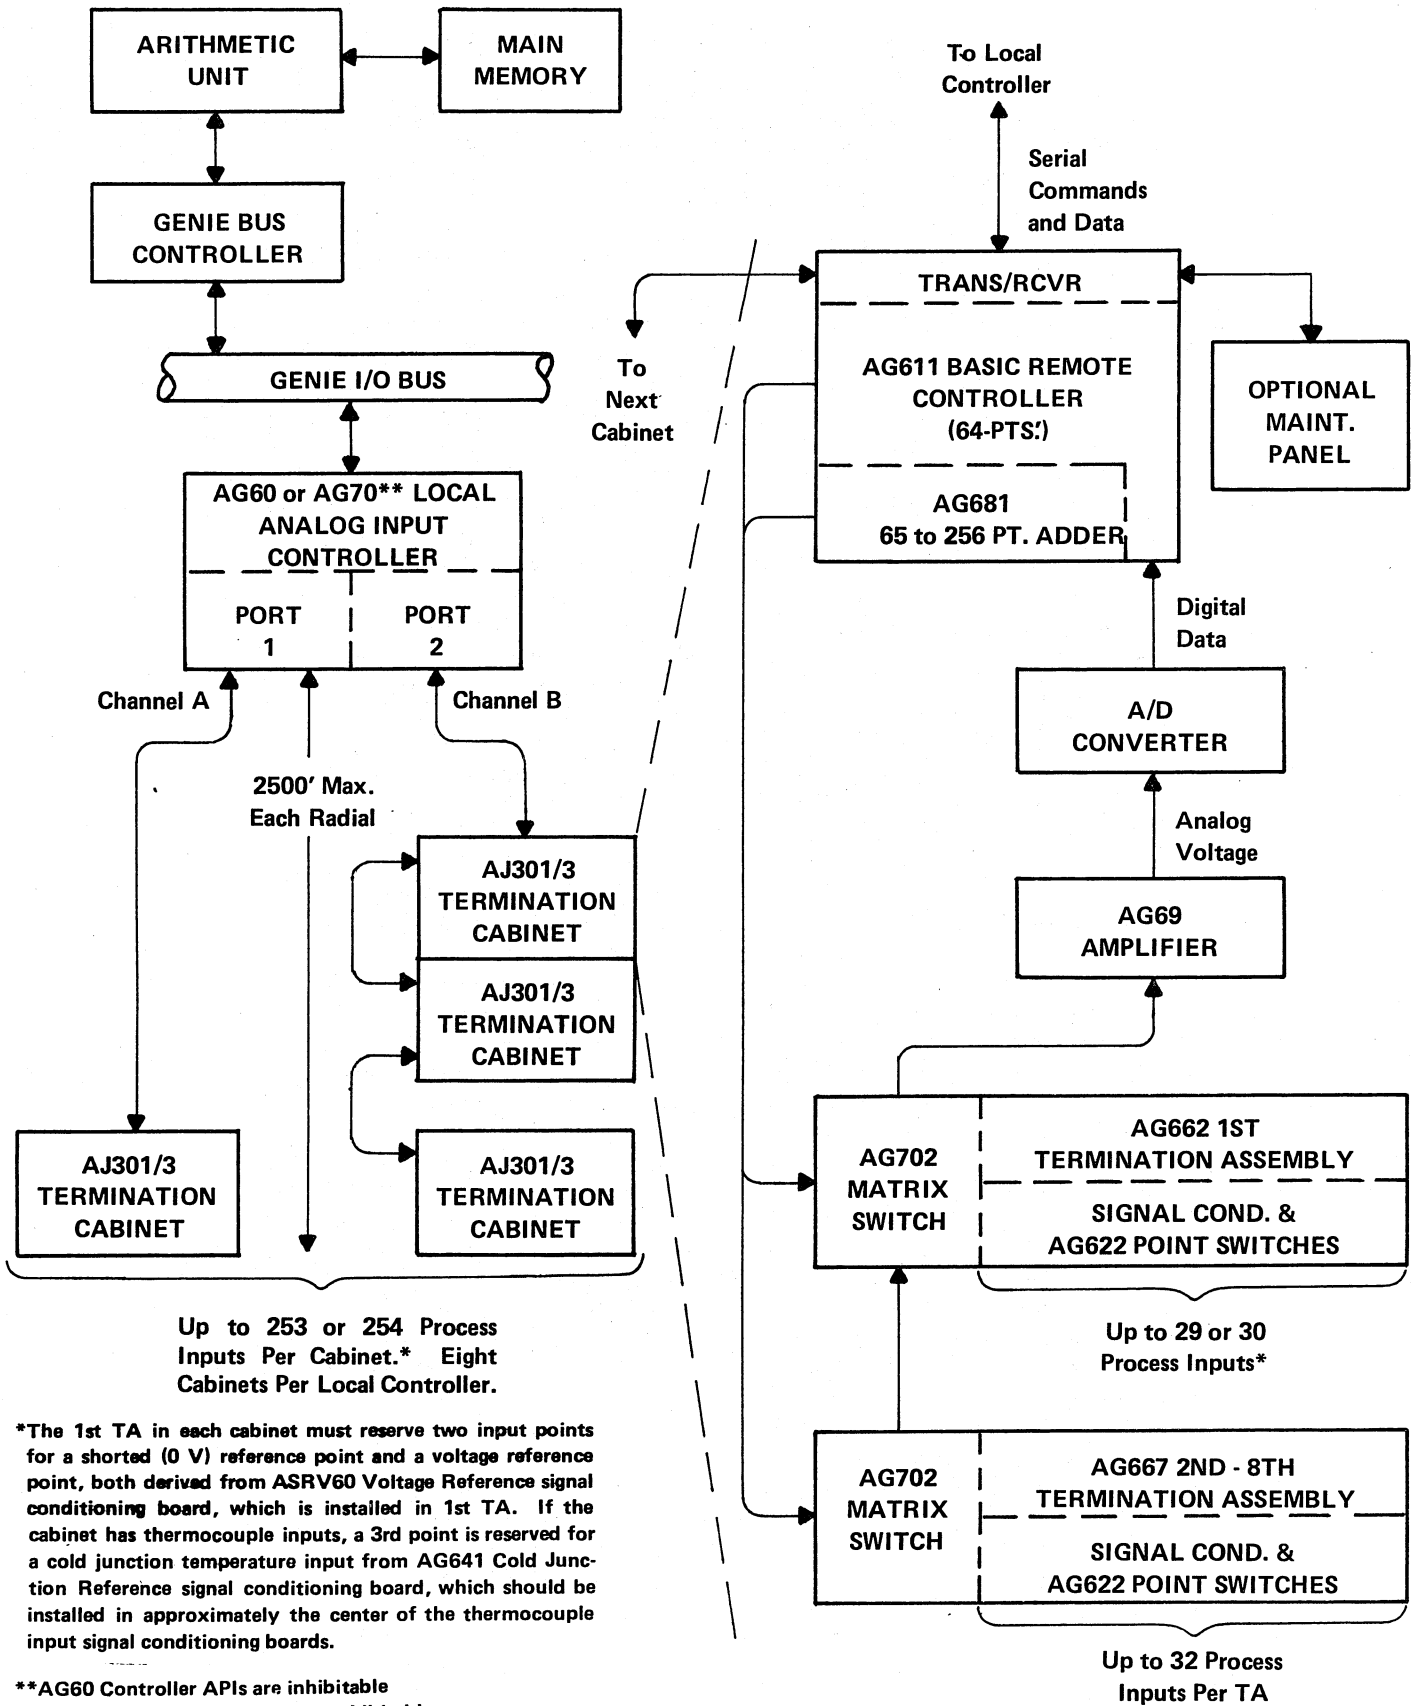 ARITHMETIC
UNIT
MAIN
MEMORY
GENIE BUS
CONTROLLER
GENIE I/O BUS
AG60 or AG70** LOCAL
ANALOG INPUT
CONTROLLER
PORT
1
PORT
2
Channel A
Channel B
2500' Max.
Each Radial
AJ301/3
TERMINATION
CABINET
AJ301/3
TERMINATION
CABINET
AJ301/3
TERMINATION
CABINET
AJ301/3
TERMINATION
CABINET
Up to 253 or 254 Process
Inputs Per Cabinet.* Eight
Cabinets Per Local Controller.
*The 1st TA in each cabinet must reserve two input points
for a shorted (0 V) reference point and a voltage reference
point, both derived from ASRV60 Voltage Reference signal
conditioning board, which is installed in 1st TA. If the
cabinet has thermocouple inputs, a 3rd point is reserved for
a cold junction temperature input from AG641 Cold Junc-
tion Reference signal conditioning board, which should be
installed in approximately the center of the thermocouple
input signal conditioning boards.
**AG60 Controller APIs are inhibitable
To Local
Controller
Serial
Commands
and Data
To
Next
Cabinet
TRANS/RCVR
AG611 BASIC REMOTE
CONTROLLER
(64-PTS.)
AG681
65 to 256 PT. ADDER
OPTIONAL
MAINT.
PANEL
Digital
Data
A/D
CONVERTER
Analog
Voltage
AG69
AMPLIFIER
AG702
MATRIX
SWITCH
AG662 1ST
TERMINATION ASSEMBLY
SIGNAL COND. &
AG622 POINT SWITCHES
Up to 29 or 30
Process Inputs*
AG702
MATRIX
SWITCH
AG667 2ND - 8TH
TERMINATION ASSEMBLY
SIGNAL COND. &
AG622 POINT SWITCHES
Up to 32 Process
Inputs Per TA